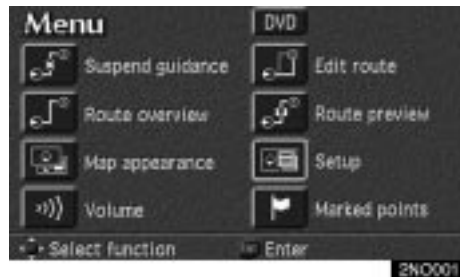 Menu DVD
Suspend guidance Edit route
Route overview Route preview
Map appearance Setup
Volume Marked points
Select function Enter
2NO001